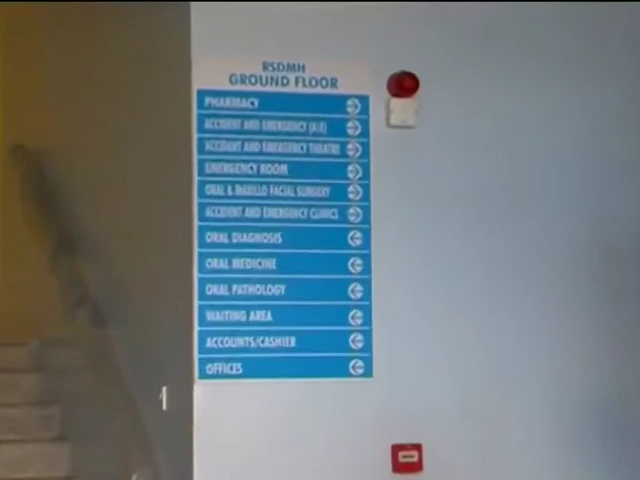 RSDMH
GROUND FLOOR
PHARMACY
ACCIDENT AND EMERGENCY (A/E)
ACCIDENT AND EMERGENCY THEATRE
EMERGENCY ROOM
ORAL & MAXILLO FACIAL SURGERY
ACCIDENT AND EMERGENCY CLINICS
ORAL DIAGNOSIS
ORAL MEDICINE
ORAL PATHOLOGY
WAITING AREA
ACCOUNTS/CASHIER
OFFICES